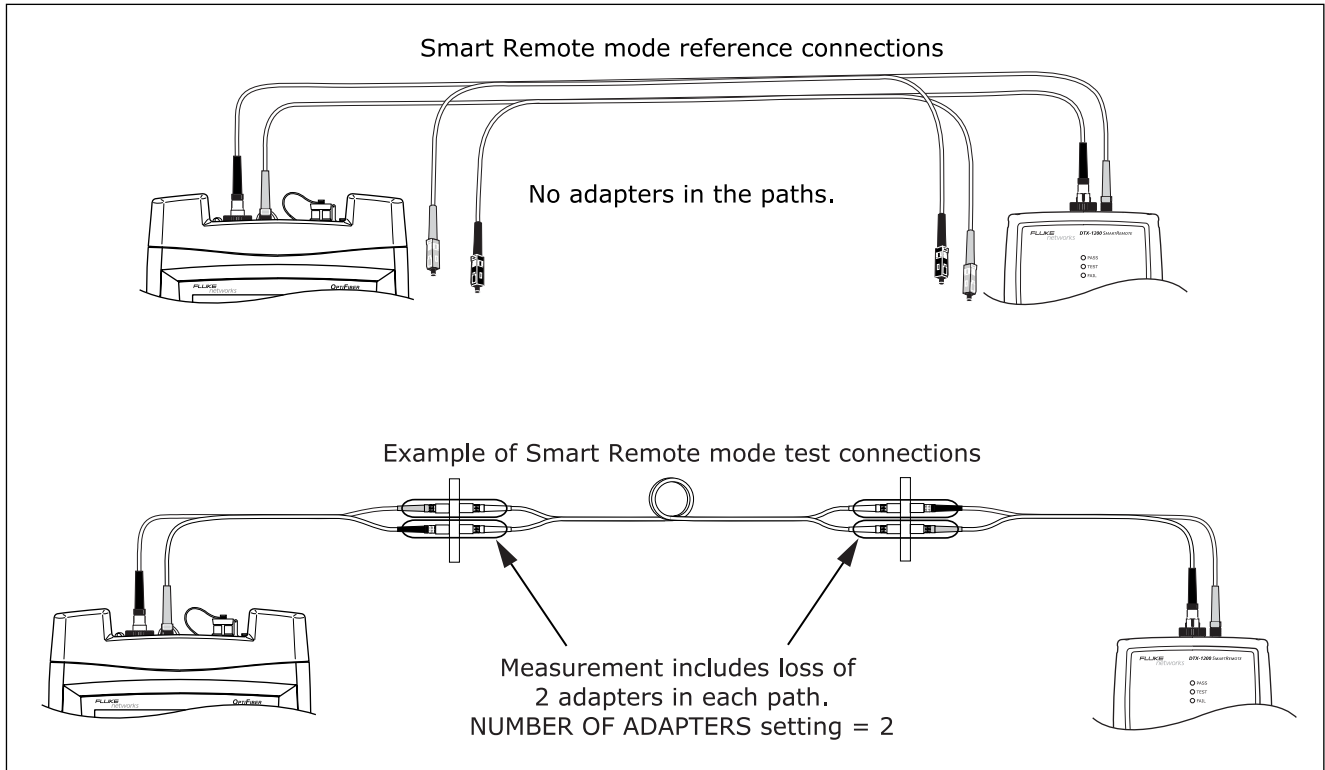 Smart Remote mode reference connections
No adapters in the paths.
FLUKE
networks
OPTIFIBER
FLUKE
networks
DTX-1200 SMARTREMOTE
PASS
TEST
FAIL
Example of Smart Remote mode test connections
Measurement includes loss of
2 adapters in each path.
NUMBER OF ADAPTERS setting = 2
FLUKE
networks
OPTIFIBER
FLUKE
networks
DTX-1200 SMARTREMOTE
PASS
TEST
FAIL